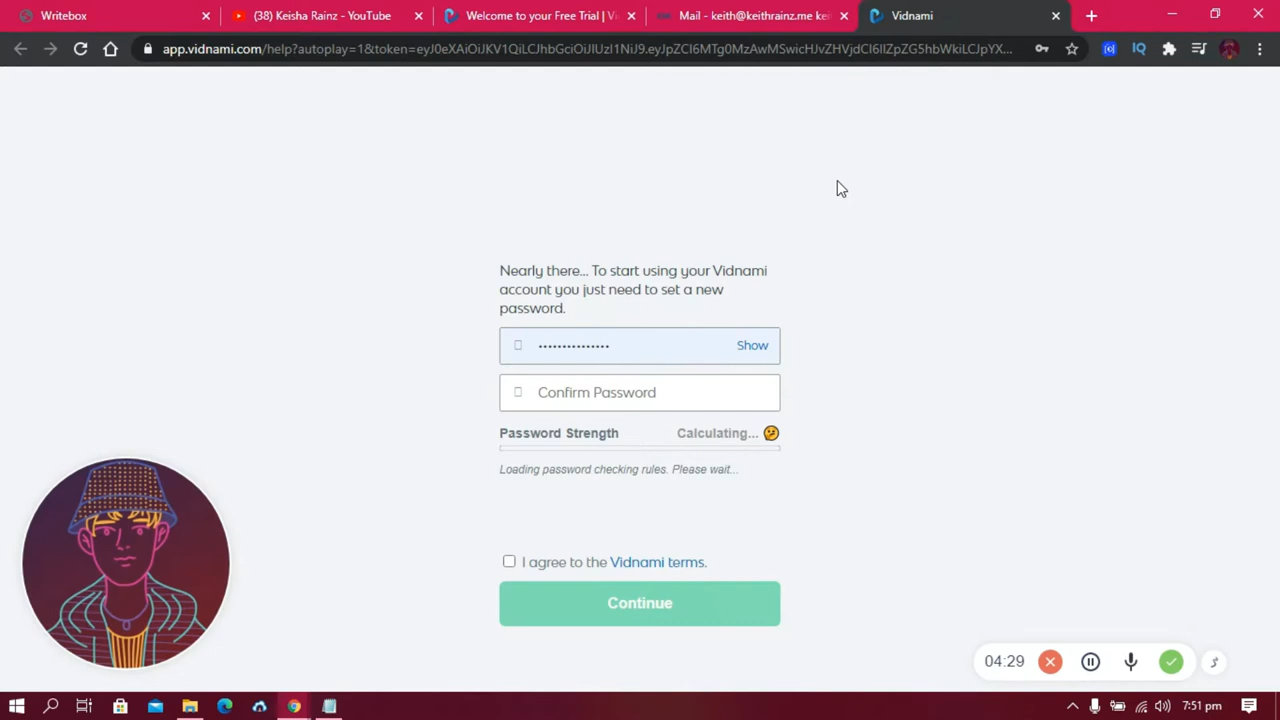 Writebox
(38) Keisha Rainz - YouTube
Welcome to your Free Trial | Vi
Mail - keith@keithrainz.me kei
Vidnami
app.vidnami.com/help?autoplay=1&token=eyJ0eXAiOiJKV1QiLCJhbGciOiJIUzI1NiJ9.eyJpZCI6MTg0MzAwMSwicHJvZHVjdCI6IlZpZG5hbWkiLCJpYX...
IQ
Nearly there... To start using your Vidnami
account you just need to set a new
password.
•••••••••••••••
Show
Confirm Password
Password Strength
Calculating...
Loading password checking rules. Please wait...
I agree to the Vidnami terms.
Continue
04:29
7:51 pm